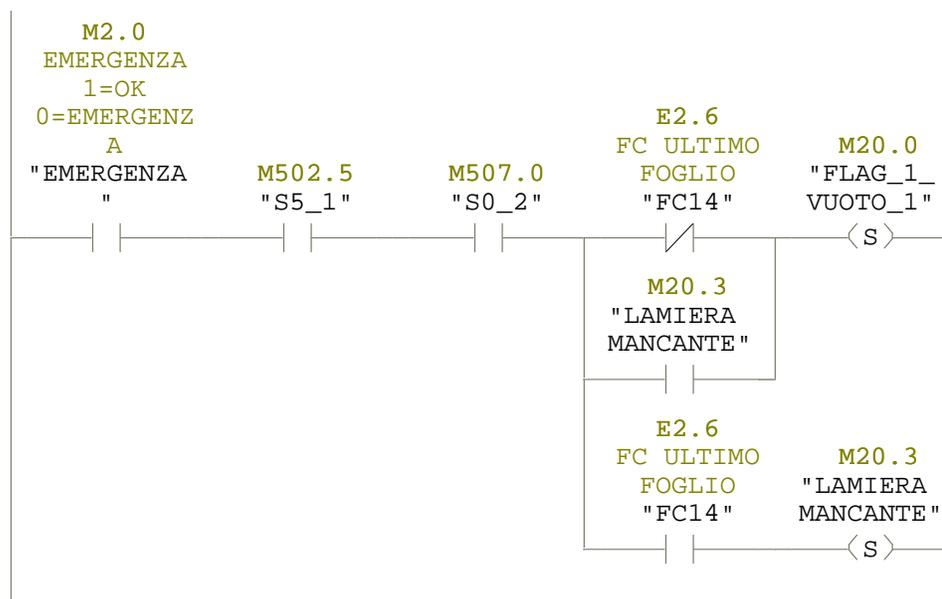 M2.0
EMERGENZA
1=OK
0=EMERGENZ
A
"EMERGENZA
"
M502.5
"S5_1"
M507.0
"S0_2"
E2.6
FC ULTIMO
FOGLIO
"FC14"
M20.0
"FLAG_1_
VUOTO_1"
S
M20.3
"LAMIERA
MANCANTE"
E2.6
FC ULTIMO
FOGLIO
"FC14"
M20.3
"LAMIERA
MANCANTE"
S